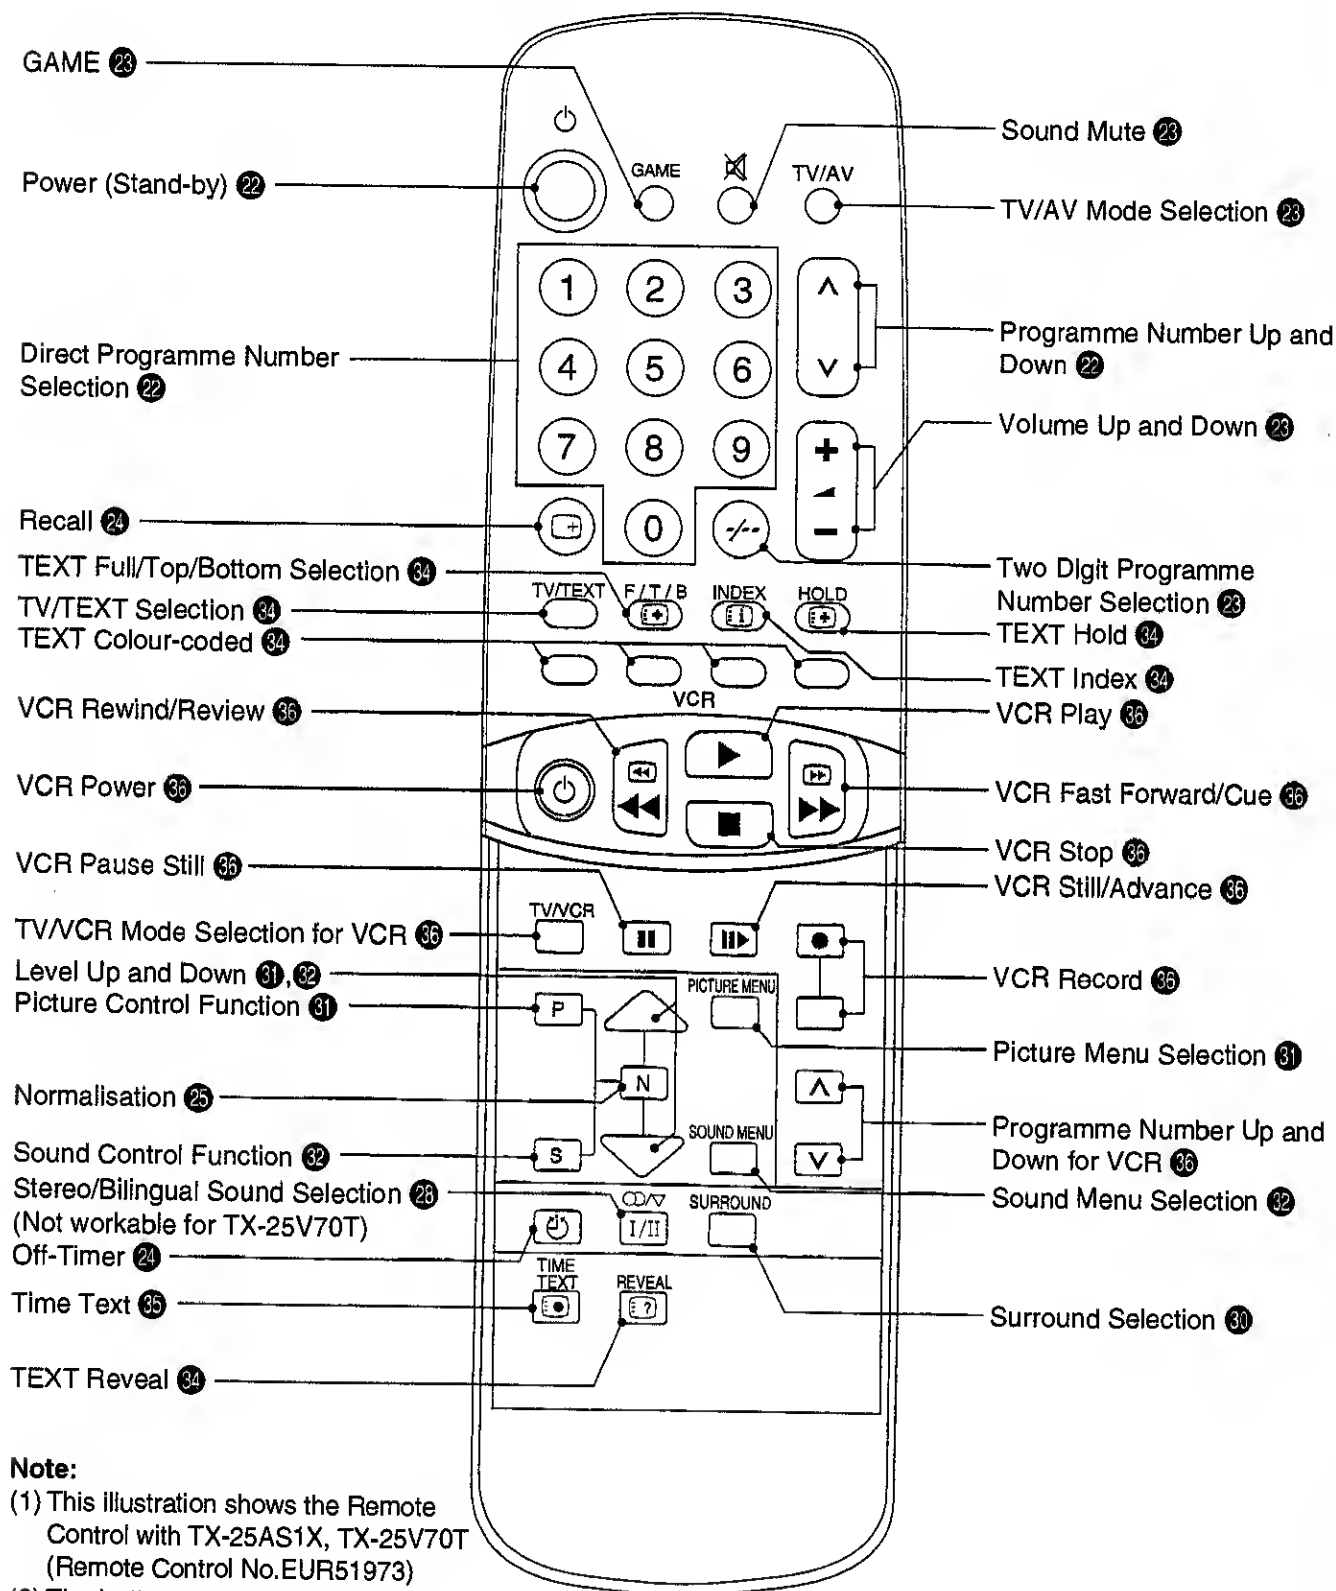 GAME 23
Power (Stand-by) 22
Direct Programme Number
Selection 22
Recall 24
TEXT Full/Top/Bottom Selection 34
TV/TEXT Selection 34
TEXT Colour-coded 34
VCR Rewind/Review 36
VCR Power 36
VCR Pause Still 36
TV/VCR Mode Selection for VCR 36
Level Up and Down 31, 32
Picture Control Function 31
Normalisation 25
Sound Control Function 32
Stereo/Bilingual Sound Selection 28
(Not workable for TX-25V70T)
Off-Timer 24
Time Text 35
TEXT Reveal 34
GAME
TV/AV
1 2 3
4 5 6
7 8 9
0 -/--
+
−
TV/TEXT F/T/B INDEX HOLD
VCR
TV/VCR
P
PICTURE MENU
N
SOUND MENU
S
SURROUND
I/II
TIME
TEXT
REVEAL
?
Sound Mute 23
TV/AV Mode Selection 23
Programme Number Up and
Down 22
Volume Up and Down 23
Two Digit Programme
Number Selection 23
TEXT Hold 34
TEXT Index 34
VCR Play 36
VCR Fast Forward/Cue 36
VCR Stop 36
VCR Still/Advance 36
VCR Record 36
Picture Menu Selection 31
Programme Number Up and
Down for VCR 36
Sound Menu Selection 32
Surround Selection 30
Note:
(1) This illustration shows the Remote
Control with TX-25AS1X, TX-25V70T
(Remote Control No.EUR51973)